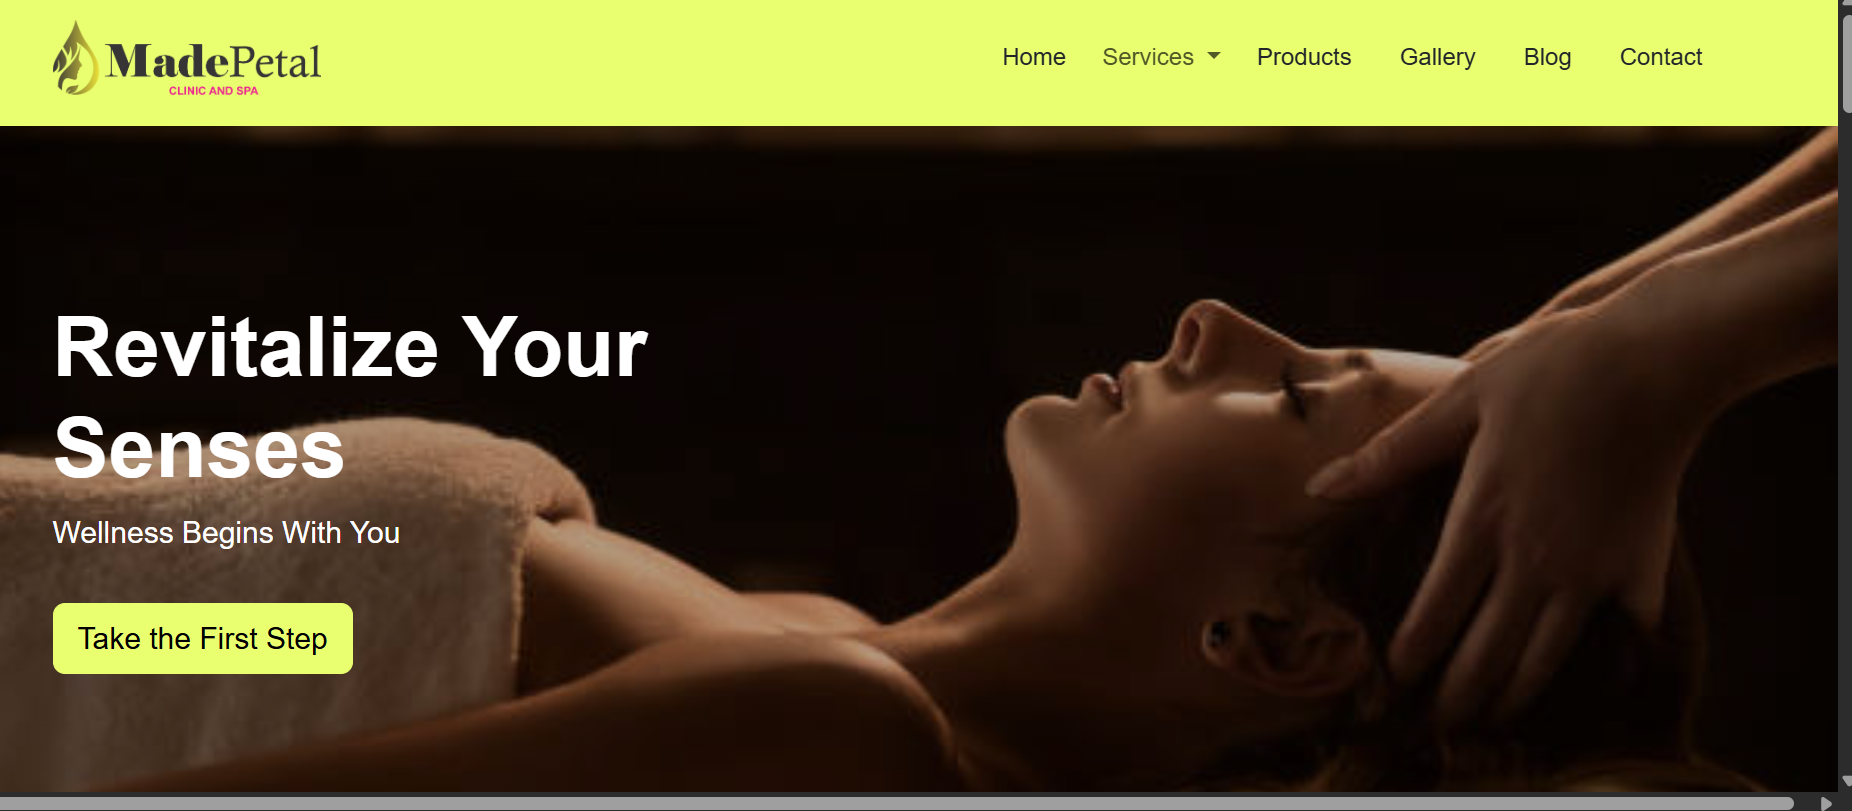 MadePetal
CLINIC AND SPA
Home Services Products Gallery Blog Contact
Revitalize Your
Senses
Wellness Begins With You
Take the First Step